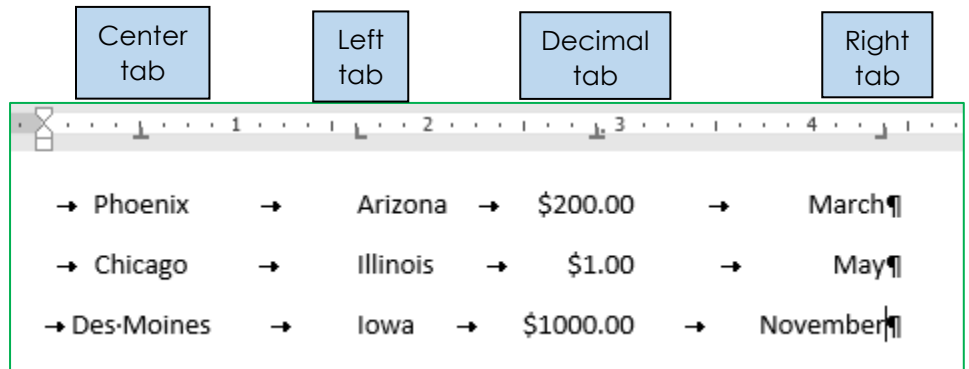 Center tab
Left tab
Decimal tab
Right tab
1 2 3 4
→ Phoenix → Arizona → $200.00 → March¶
→ Chicago → Illinois → $1.00 → May¶
→ Des·Moines → Iowa → $1000.00 → November¶